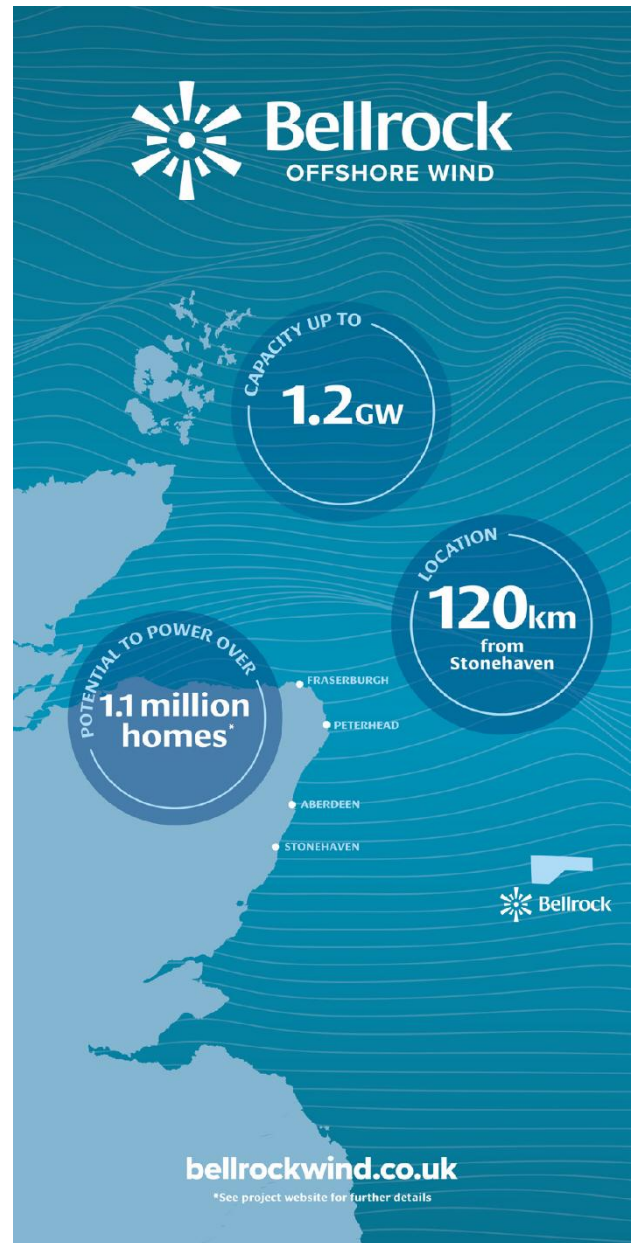 Bellrock
OFFSHORE WIND
CAPACITY UP TO
1.2GW
LOCATION
120km
from
Stonehaven
POTENTIAL TO POWER OVER
1.1 million
homes*
FRASERBURGH
PETERHEAD
ABERDEEN
STONEHAVEN
Bellrock
bellrockwind.co.uk
*See project website for further details